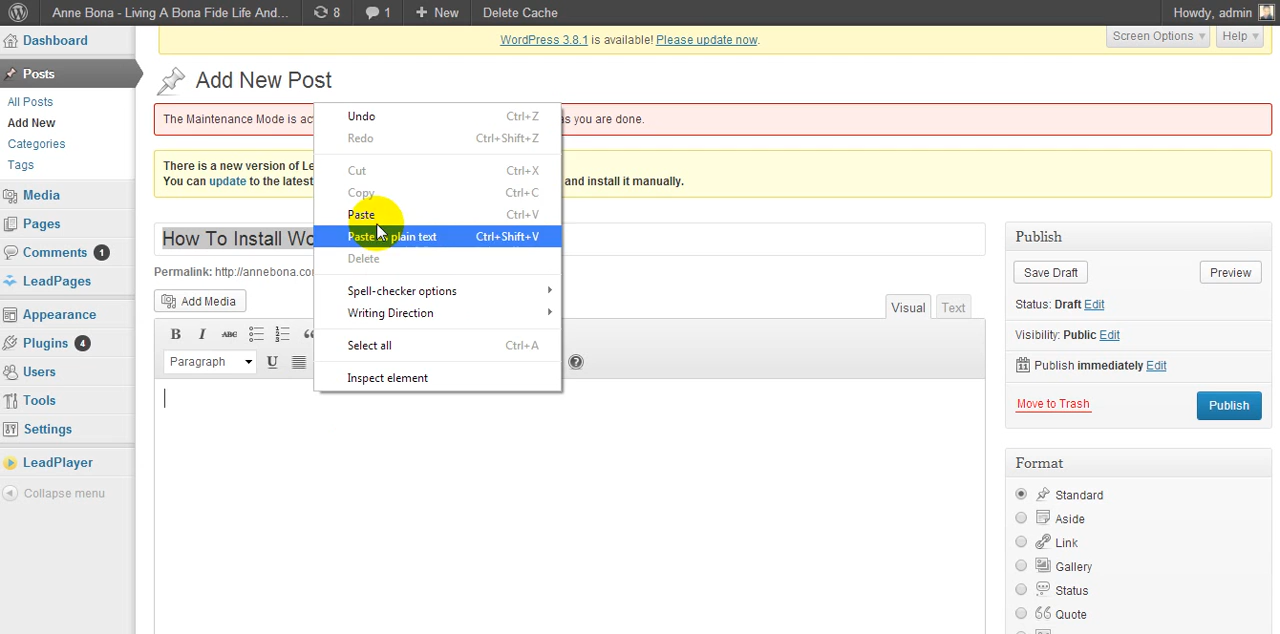 Anne Bona - Living A Bona Fide Life And... 8 1 + New Delete Cache Howdy, admin
WordPress 3.8.1 is available! Please update now.
Screen Options Help
Dashboard
Posts
All Posts
Add New
Categories
Tags
Media
Pages
Comments 1
LeadPages
Appearance
Plugins 4
Users
Tools
Settings
LeadPlayer
Collapse menu
Add New Post
The Maintenance Mode is as you are done.
There is a new version of
You can update to the latest and install it manually.
How To Install
Permalink: http://annebona.co
Add Media
Visual Text
B I ABC
Paragraph U
Undo Ctrl+Z
Redo Ctrl+Shift+Z
Cut Ctrl+X
Copy Ctrl+C
Paste Ctrl+V
Paste plain text Ctrl+Shift+V
Delete
Spell-checker options
Writing Direction
Select all Ctrl+A
Inspect element
Publish
Save Draft Preview
Status: Draft Edit
Visibility: Public Edit
Publish immediately Edit
Move to Trash Publish
Format
Standard
Aside
Link
Gallery
Status
Quote